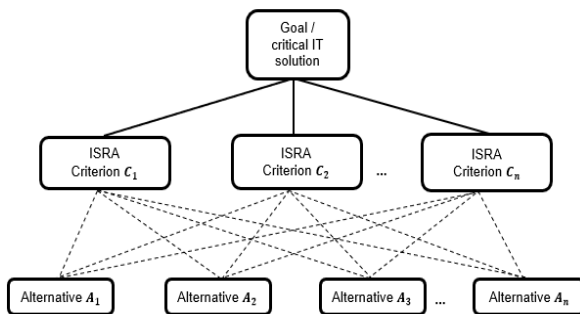 Goal /
critical IT
solution
ISRA
Criterion C₁
ISRA
Criterion C₂
...
ISRA
Criterion Cₙ
Alternative A₁
Alternative A₂
Alternative A₃
...
Alternative Aₙ